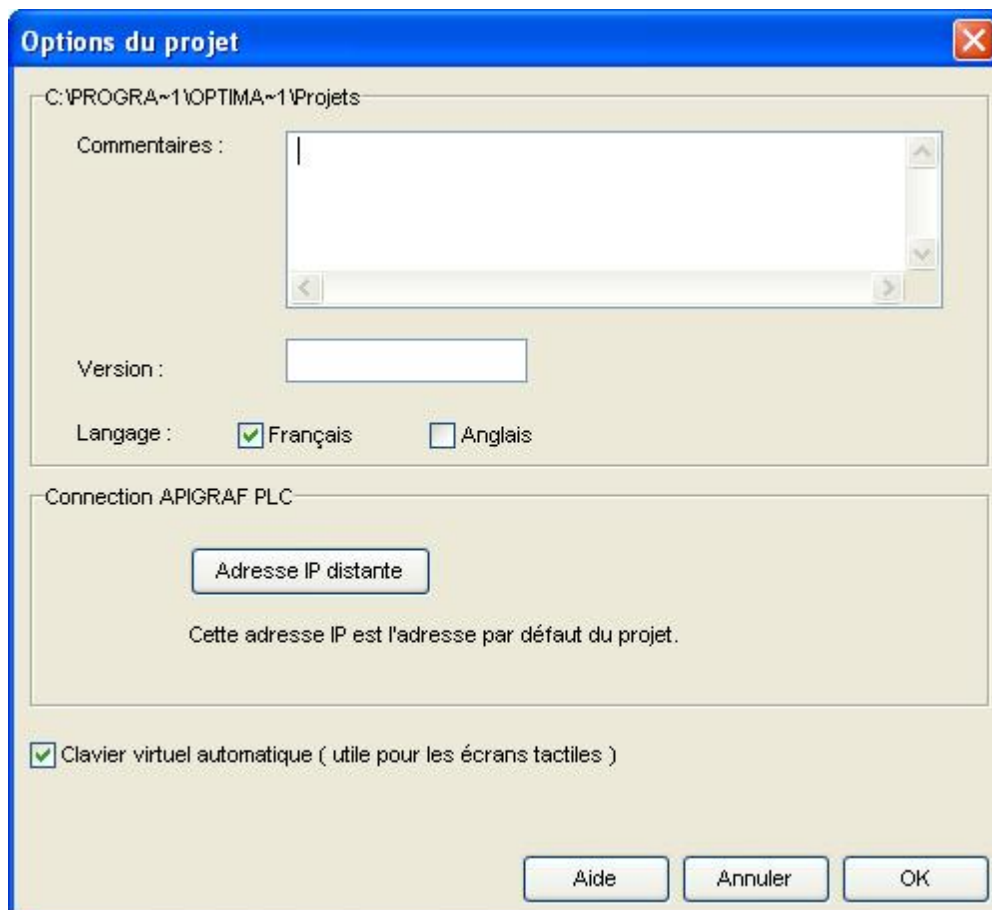 Options du projet
C:\PROGRA~1\OPTIMA~1\Projets
Commentaires :
Version :
Langage : Français Anglais
Connection APIGRAF PLC
Adresse IP distante
Cette adresse IP est l'adresse par défaut du projet.
Clavier virtuel automatique ( utile pour les écrans tactiles )
Aide Annuler OK